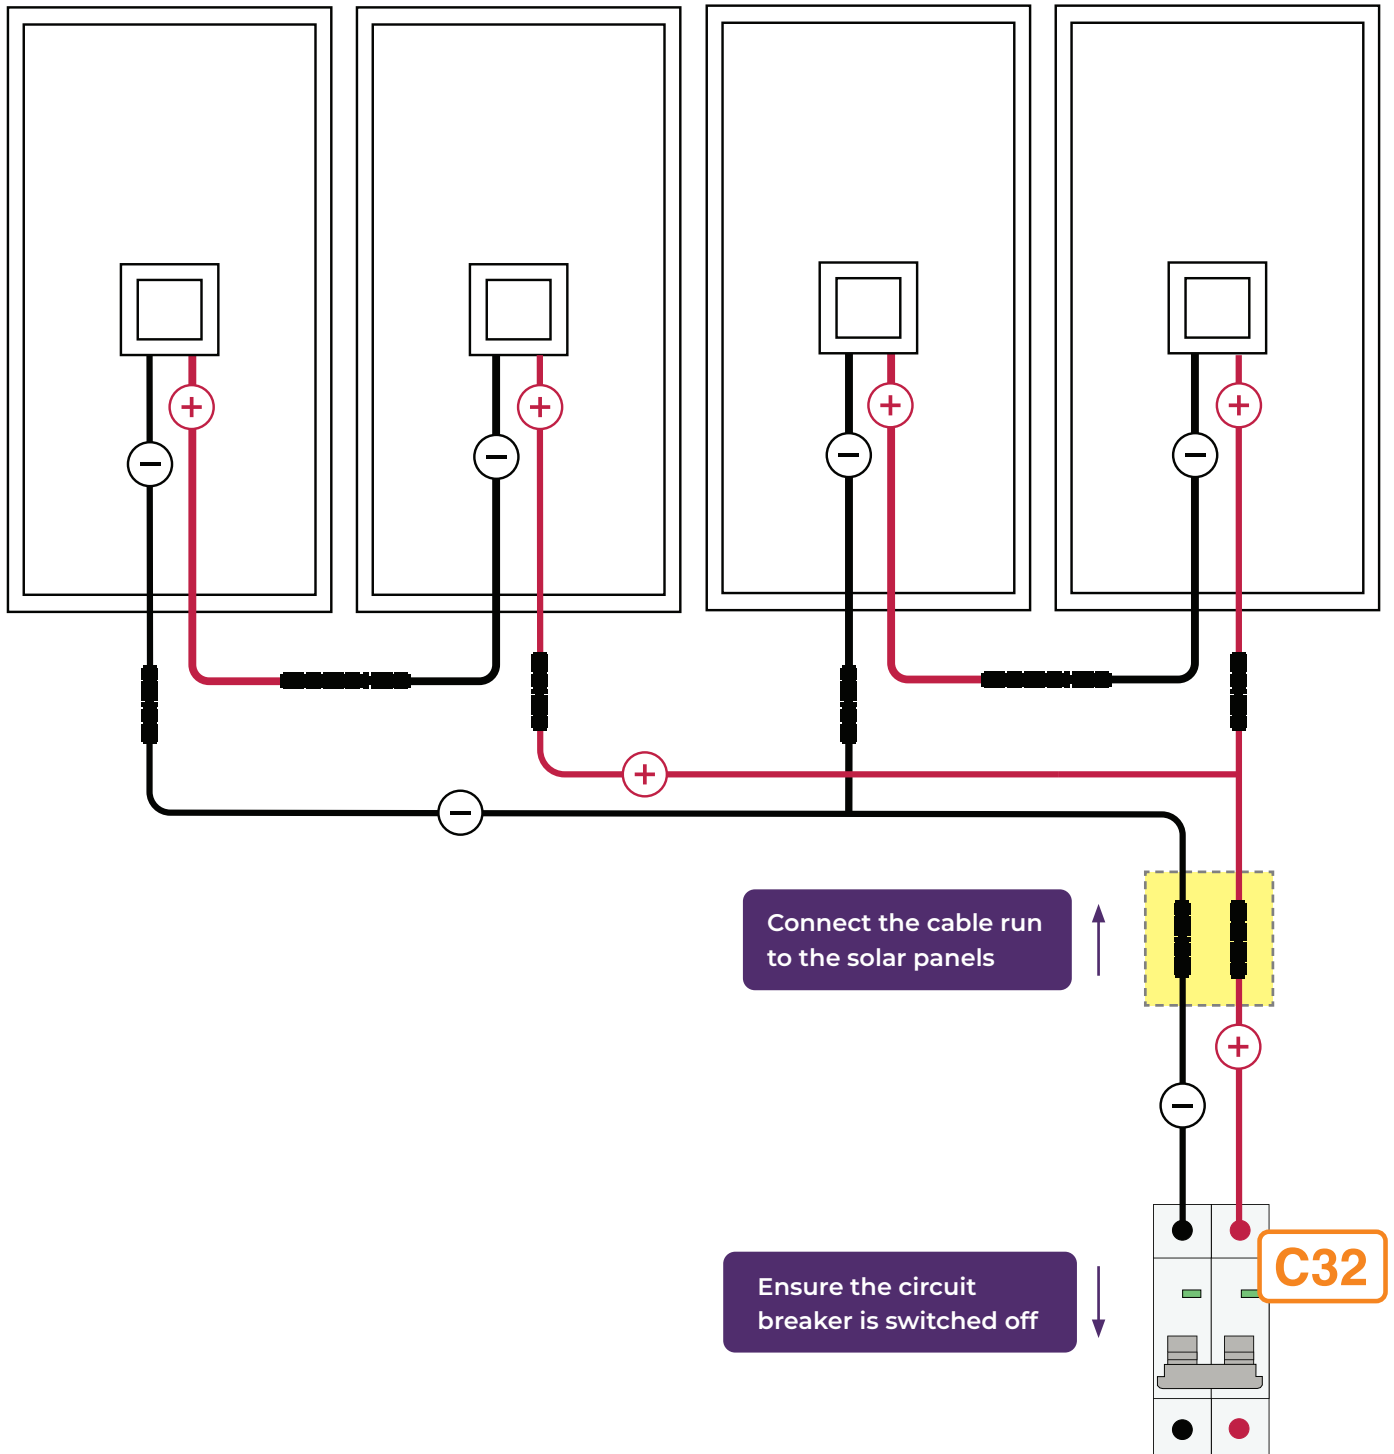 +
+
+
+
−
−
−
−
+
−
Connect the cable run
to the solar panels
+
−
C32
Ensure the circuit
breaker is switched off